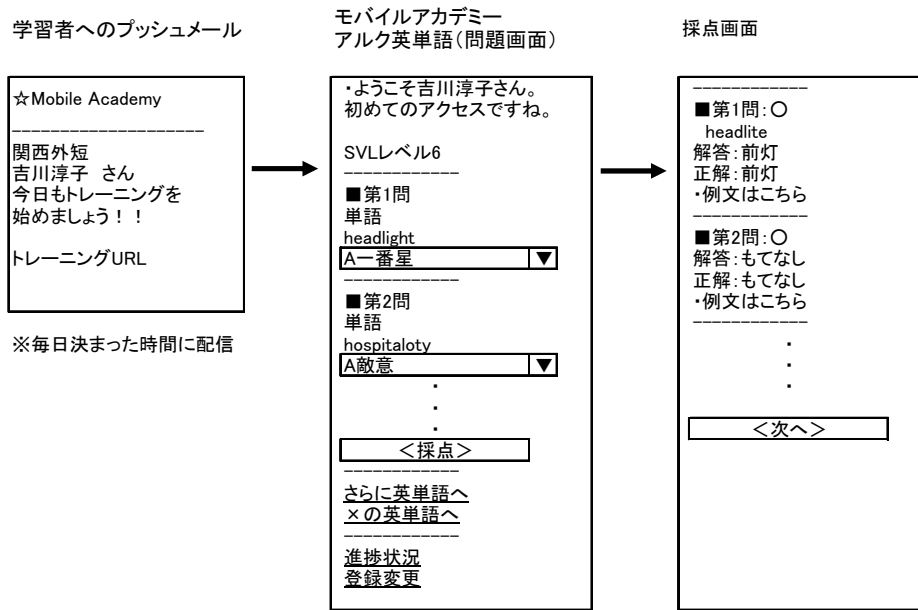 学習者へのプッシュメール
☆Mobile Academy
--------------------
関西外短
吉川淳子　さん
今日もトレーニングを
始めましょう！！
トレーニングURL
※毎日決まった時間に配信
モバイルアカデミー
アルク英単語（問題画面）
・ようこそ吉川淳子さん。
初めてのアクセスですね。
SVLレベル6
------------
■第1問
単語
headlight
A一番星 ▼
------------
■第2問
単語
hospitaloty
A敵意 ▼
・
・
・
＜採点＞
------------
さらに英単語へ
×の英単語へ
------------
進捗状況
登録変更
採点画面
------------
■第1問：○
headlite
解答：前灯
正解：前灯
・例文はこちら
------------
■第2問：○
解答：もてなし
正解：もてなし
・例文はこちら
------------
・
・
・
＜次へ＞